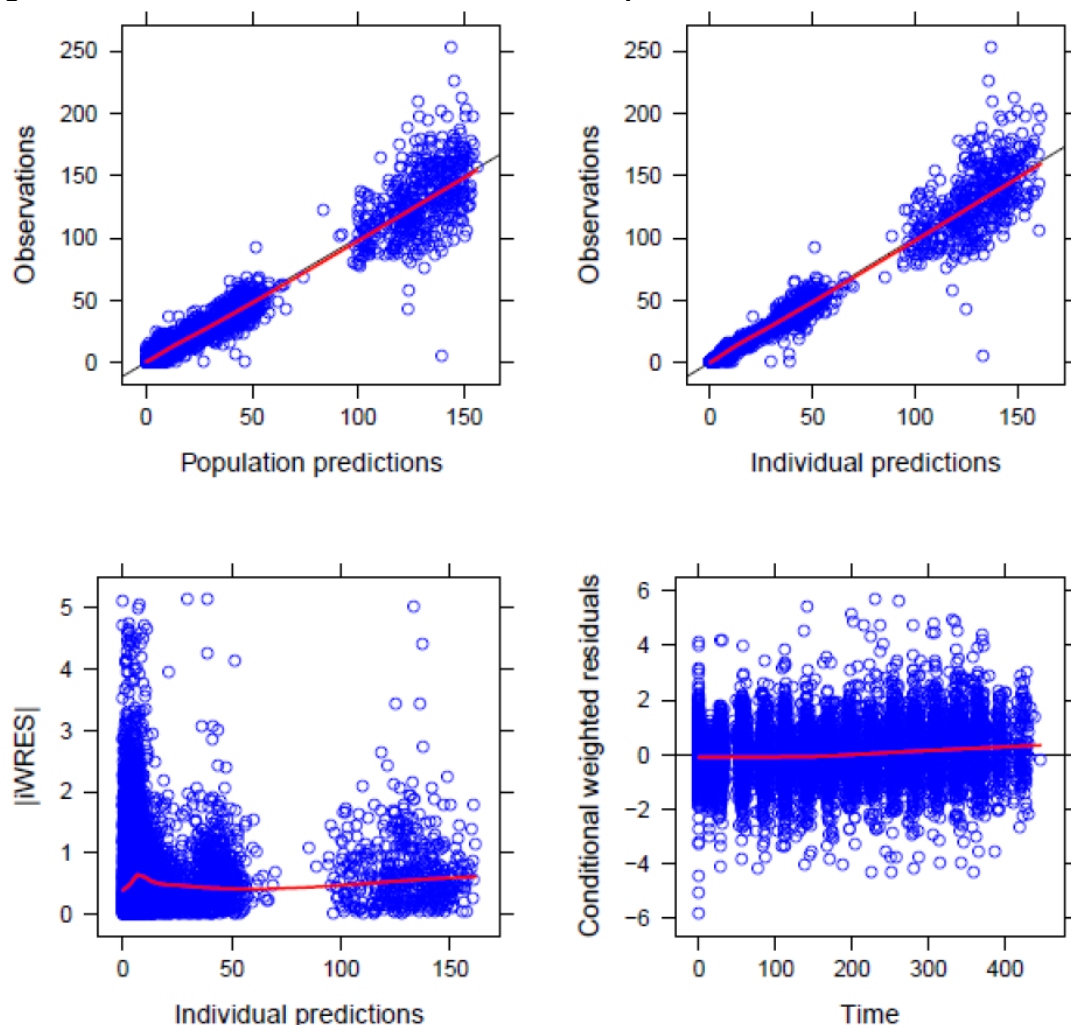 250
200
150
100
50
0
Observations
0 50 100 150
Population predictions
250
200
150
100
50
0
Observations
0 50 100 150
Individual predictions
5
4
3
2
1
0
|iWRES|
0 50 100 150
Individual predictions
6
4
2
0
−2
−4
−6
Conditional weighted residuals
0 100 200 300 400
Time